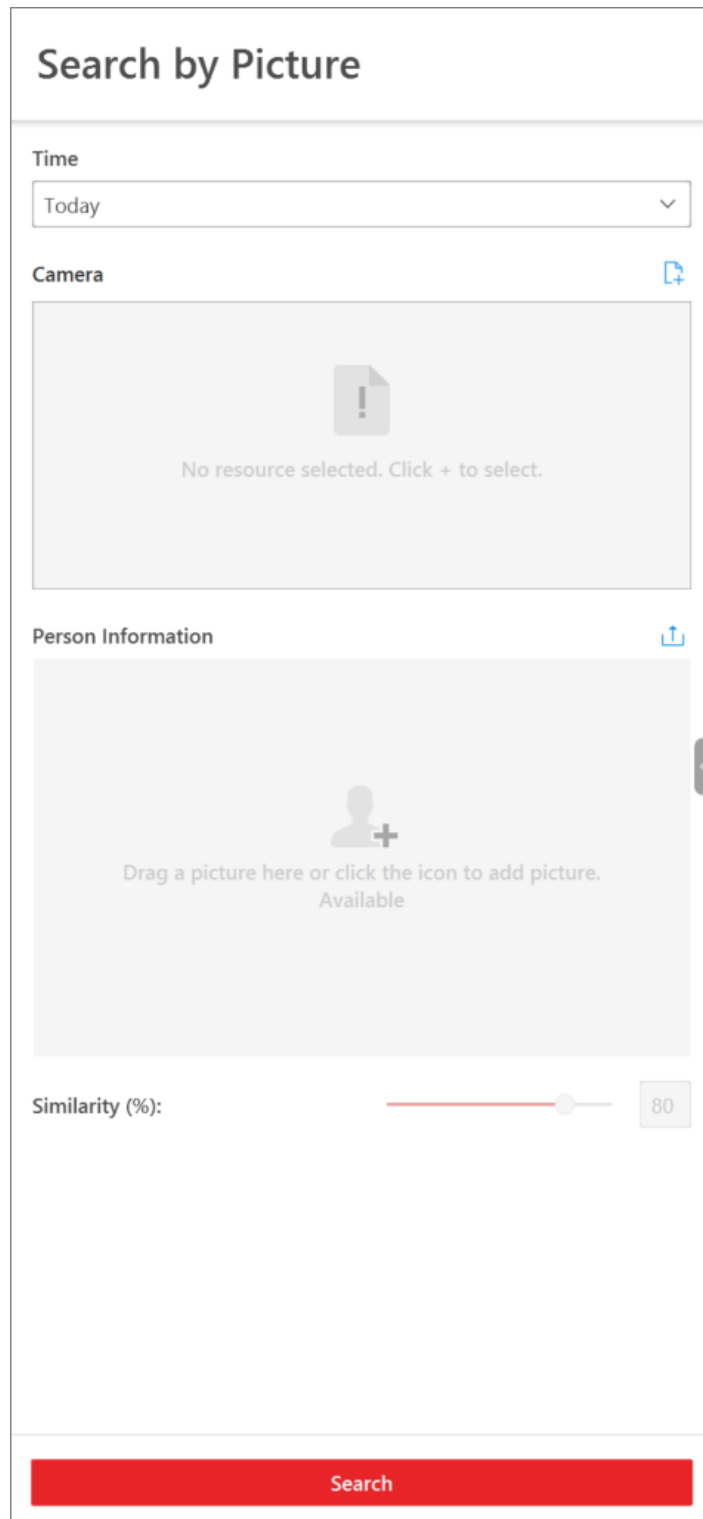 Search by Picture
Time
Today
Camera
No resource selected. Click + to select.
Person Information
Drag a picture here or click the icon to add picture.
Available
Similarity (%):
80
Search